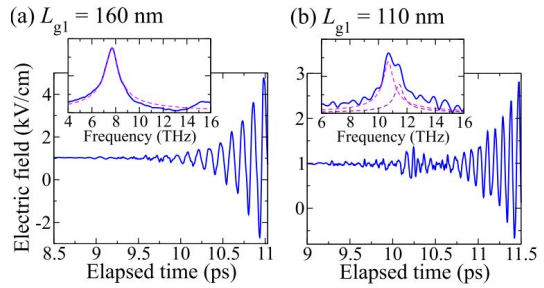 (a) L_g1 = 160 nm
(b) L_g1 = 110 nm
4 6 8 10 12 14 16
Frequency (THz)
6 8 10 12 14 16
Frequency (THz)
Electric field (kV/cm)
4
2
0
-2
3
2
1
0
8.5 9 9.5 10 10.5 11
Elapsed time (ps)
9 9.5 10 10.5 11 11.5
Elapsed time (ps)